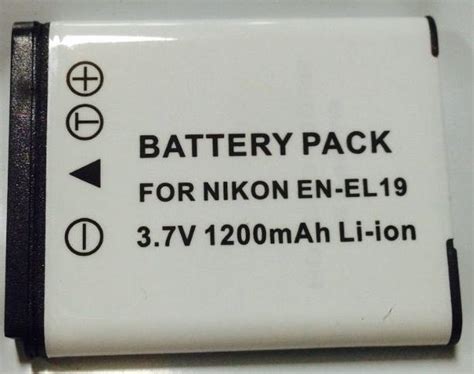 +
T
BATTERY PACK
FOR NIKON EN-EL19
-
3.7V 1200mAh Li-ion